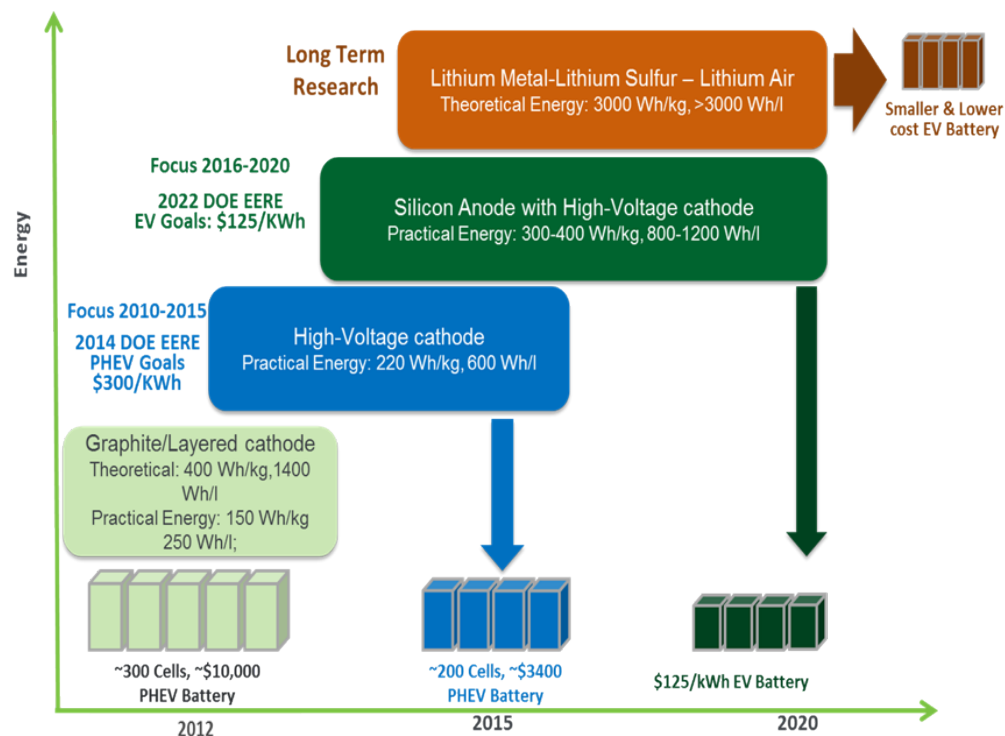 Long Term
Research
Lithium Metal-Lithium Sulfur – Lithium Air
Theoretical Energy: 3000 Wh/kg, >3000 Wh/l
Smaller & Lower
cost EV Battery
Focus 2016-2020
2022 DOE EERE
EV Goals: $125/KWh
Silicon Anode with High-Voltage cathode
Practical Energy: 300-400 Wh/kg, 800-1200 Wh/l
Energy
Focus 2010-2015
2014 DOE EERE
PHEV Goals
$300/KWh
High-Voltage cathode
Practical Energy: 220 Wh/kg, 600 Wh/l
Graphite/Layered cathode
Theoretical: 400 Wh/kg,1400
Wh/l
Practical Energy: 150 Wh/kg
250 Wh/l;
~300 Cells, ~$10,000
PHEV Battery
~200 Cells, ~$3400
PHEV Battery
$125/kWh EV Battery
2012
2015
2020